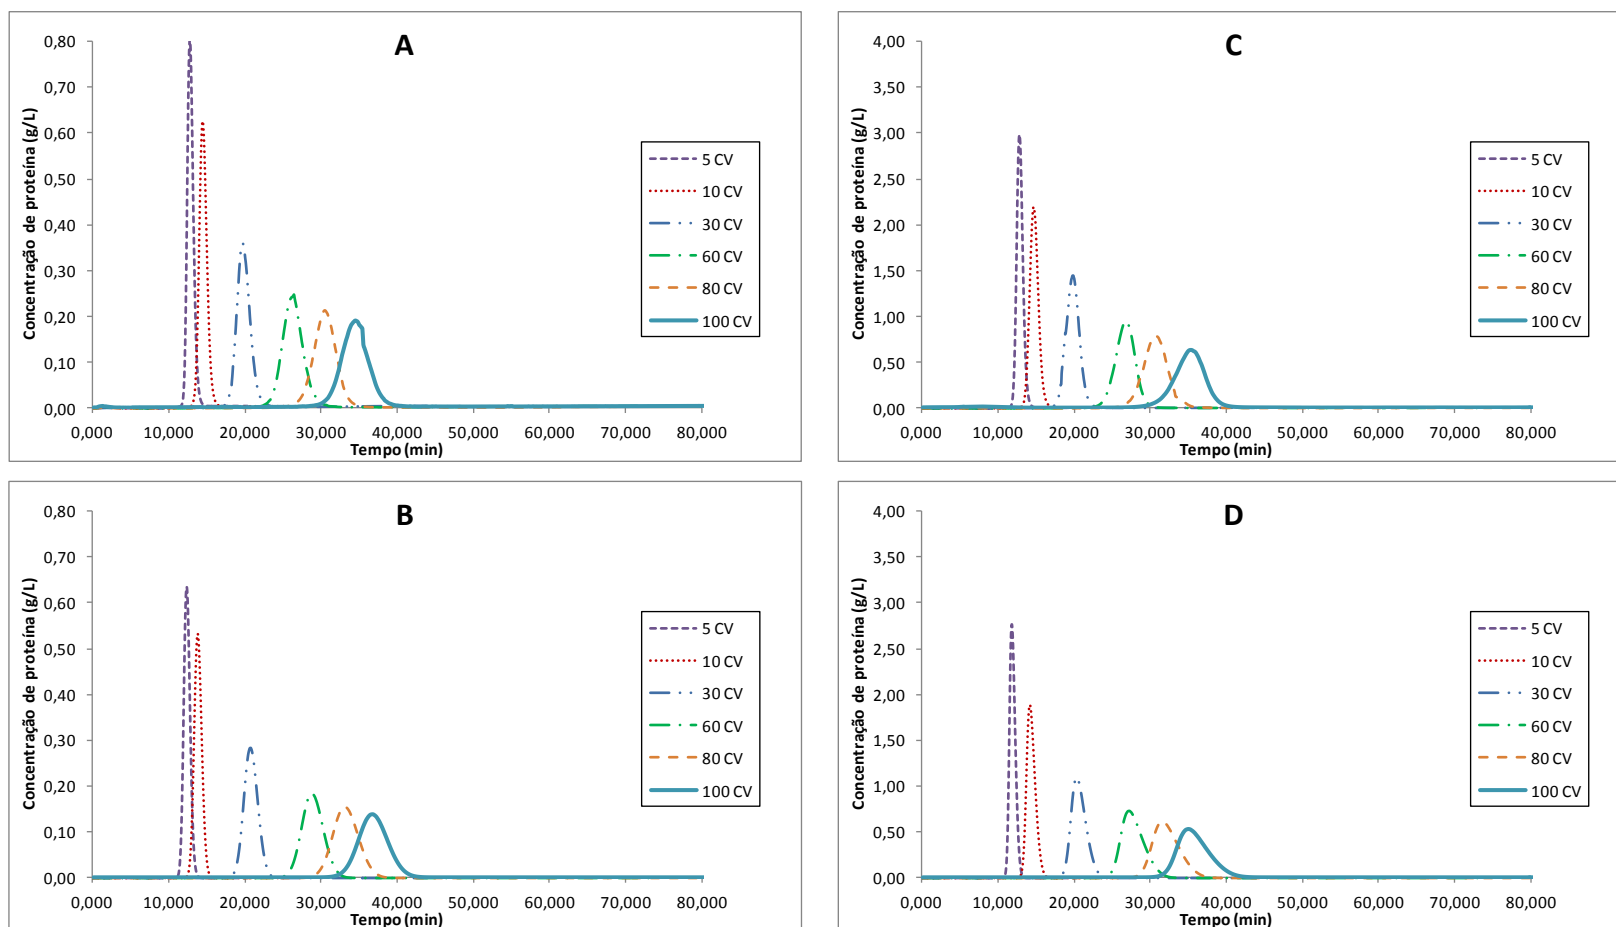 A
Concentração de proteína (g/L)
0,80
0,70
0,60
0,50
0,40
0,30
0,20
0,10
0,00
0,000 10,000 20,000 30,000 40,000 50,000 60,000 70,000 80,000
Tempo (min)
5 CV
10 CV
30 CV
60 CV
80 CV
100 CV
C
Concentração de proteína (g/L)
4,00
3,50
3,00
2,50
2,00
1,50
1,00
0,50
0,00
0,000 10,000 20,000 30,000 40,000 50,000 60,000 70,000 80,000
Tempo (min)
5 CV
10 CV
30 CV
60 CV
80 CV
100 CV
B
Concentração de proteína (g/L)
0,80
0,70
0,60
0,50
0,40
0,30
0,20
0,10
0,00
0,000 10,000 20,000 30,000 40,000 50,000 60,000 70,000 80,000
Tempo (min)
5 CV
10 CV
30 CV
60 CV
80 CV
100 CV
D
Concentração de proteína (g/L)
4,00
3,50
3,00
2,50
2,00
1,50
1,00
0,50
0,00
0,000 10,000 20,000 30,000 40,000 50,000 60,000 70,000 80,000
Tempo (min)
5 CV
10 CV
30 CV
60 CV
80 CV
100 CV